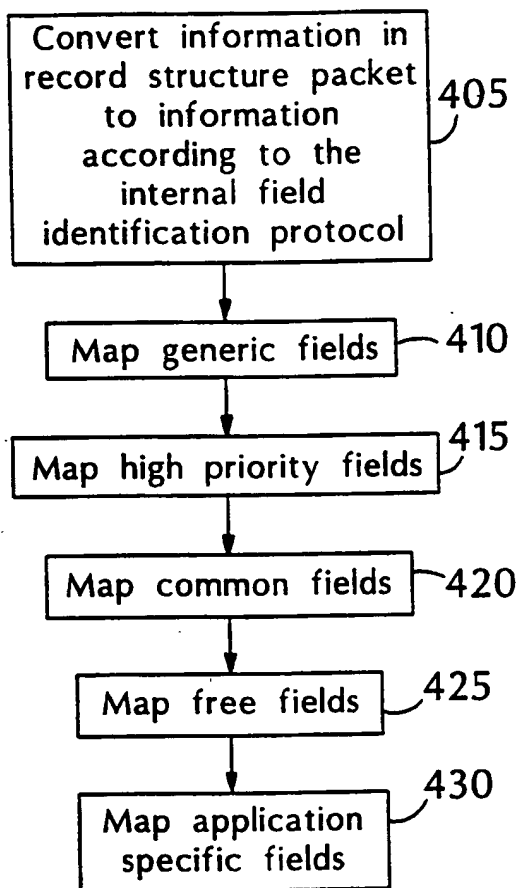 Convert information in
record structure packet
to information
according to the
internal field
identification protocol
405
Map generic fields
410
Map high priority fields
415
Map common fields
420
Map free fields
425
Map application
specific fields
430